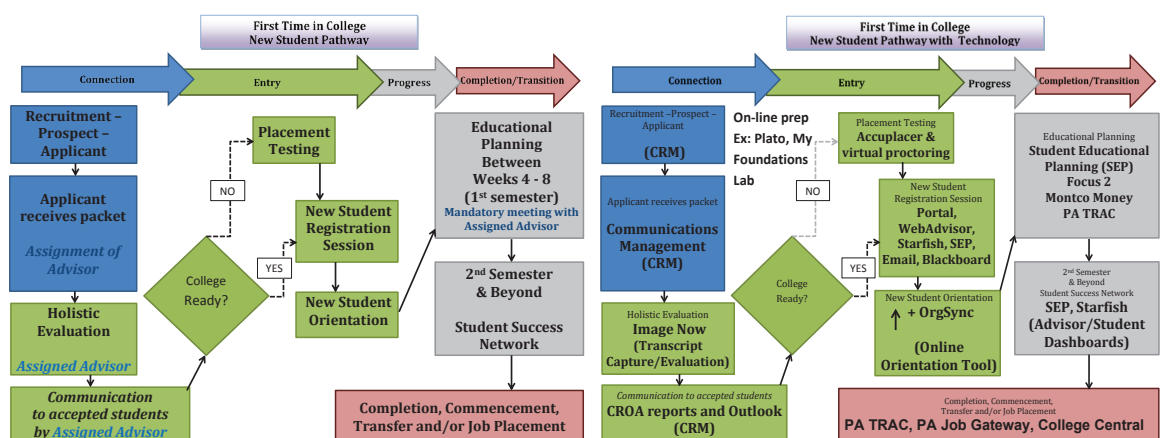 First Time in College
New Student Pathway
Connection
Entry
Progress
Completion/Transition
Recruitment –
Prospect –
Applicant
Applicant
receives packet
Assignment of
Advisor
Holistic
Evaluation
Assigned Advisor
Communication
to accepted students
by Assigned Advisor
College
Ready?
NO
YES
Placement
Testing
New Student
Registration
Session
New Student
Orientation
Educational
Planning
Between
Weeks 4 - 8
(1st semester)
Mandatory meeting with
Assigned Advisor
2nd Semester
& Beyond
Student Success
Network
Completion, Commencement,
Transfer and/or Job Placement
First Time in College
New Student Pathway with Technology
Connection
Entry
Progress
Completion/Transition
Recruitment –Prospect –
Applicant
(CRM)
Applicant receives packet
Communications
Management
(CRM)
Holistic Evaluation
Image Now
(Transcript
Capture/Evaluation)
Communication to accepted students
CROA reports and Outlook
(CRM)
On-line prep
Ex: Plato, My
Foundations
Lab
College
Ready?
NO
YES
Placement Testing
Accuplacer &
virtual proctoring
New Student
Registration Session
Portal,
WebAdvisor,
Starfish, SEP,
Email, Blackboard
New Student Orientation
+ OrgSync
(Online
Orientation Tool)
Educational Planning
Student Educational
Planning (SEP)
Focus 2
Montco Money
PA TRAC
2nd Semester
& Beyond
Student Success Network
SEP, Starfish
(Advisor/Student
Dashboards)
Completion, Commencement,
Transfer and/or Job Placement
PA TRAC, PA Job Gateway, College Central